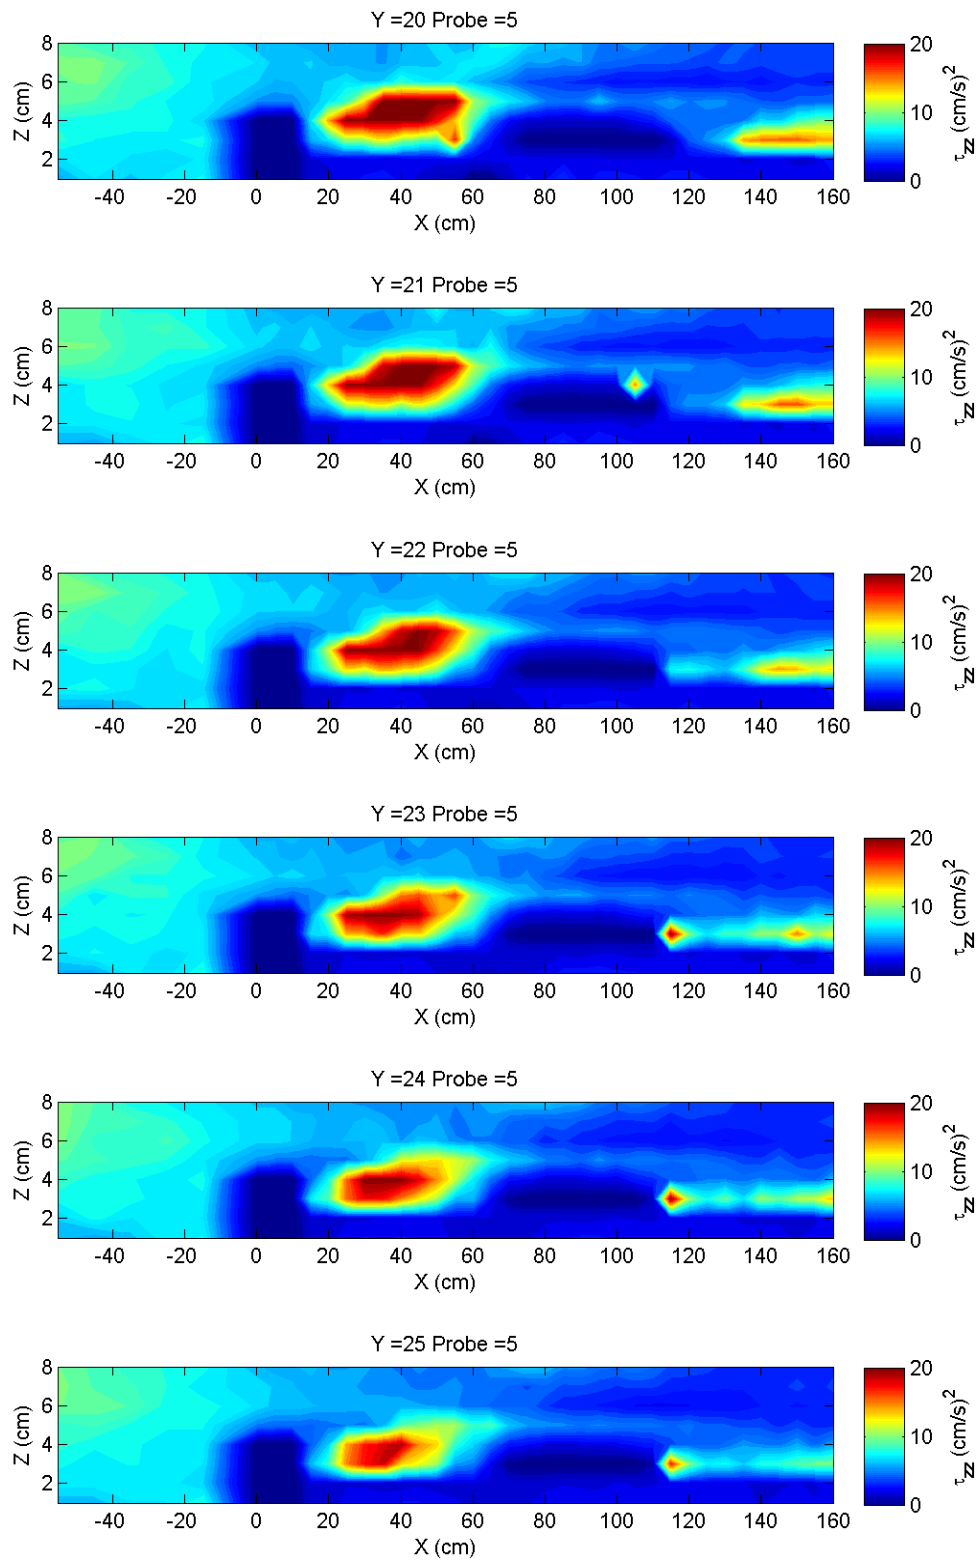 Y =20 Probe =5
8
6
4
2
Z (cm)
-40 -20 0 20 40 60 80 100 120 140 160
X (cm)
20
10
0
τzz (cm/s)²
Y =21 Probe =5
8
6
4
2
Z (cm)
-40 -20 0 20 40 60 80 100 120 140 160
X (cm)
20
10
0
τzz (cm/s)²
Y =22 Probe =5
8
6
4
2
Z (cm)
-40 -20 0 20 40 60 80 100 120 140 160
X (cm)
20
10
0
τzz (cm/s)²
Y =23 Probe =5
8
6
4
2
Z (cm)
-40 -20 0 20 40 60 80 100 120 140 160
X (cm)
20
10
0
τzz (cm/s)²
Y =24 Probe =5
8
6
4
2
Z (cm)
-40 -20 0 20 40 60 80 100 120 140 160
X (cm)
20
10
0
τzz (cm/s)²
Y =25 Probe =5
8
6
4
2
Z (cm)
-40 -20 0 20 40 60 80 100 120 140 160
X (cm)
20
10
0
τzz (cm/s)²